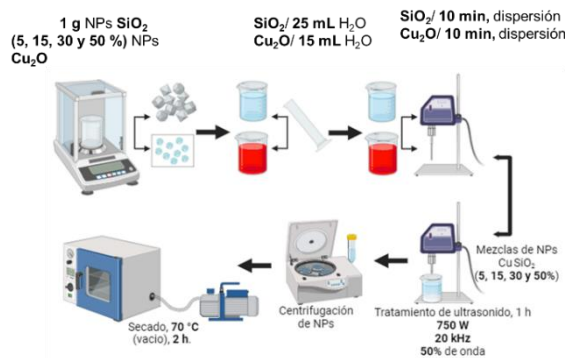 1 g NPs SiO2
(5, 15, 30 y 50 %) NPs
Cu2O
SiO2/ 25 mL H2O
Cu2O/ 15 mL H2O
SiO2/ 10 min, dispersión
Cu2O/ 10 min, dispersión
Mezclas de NPs
CuSiO2
(5, 15, 30 y 50%)
Tratamiento de ultrasonido, 1 h
750 W
20 kHz
50% de onda
Centrifugación
de NPs
Secado, 70 °C
(vacio), 2 h.